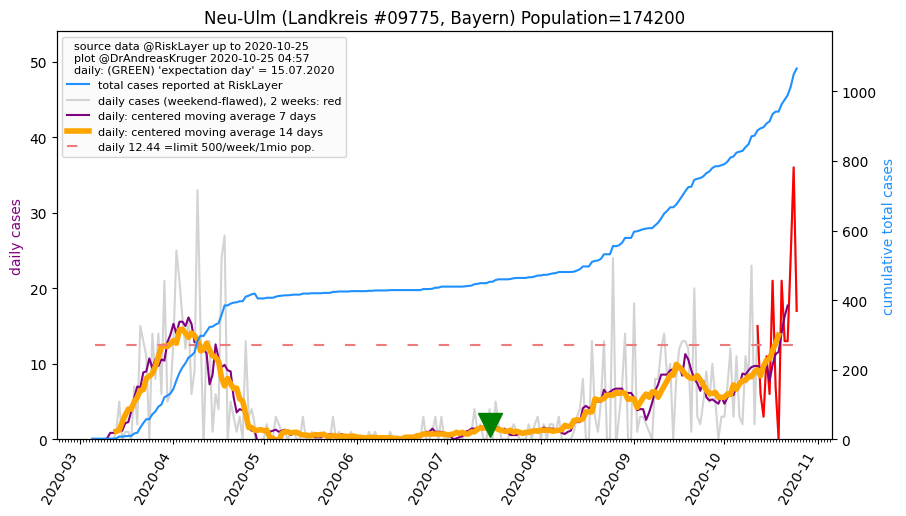 Neu-Ulm (Landkreis #09775, Bayern) Population=174200
source data @RiskLayer up to 2020-10-25
plot @DrAndreasKruger 2020-10-25 04:57
daily: (GREEN) 'expectation day' = 15.07.2020
total cases reported at RiskLayer
daily cases (weekend-flawed), 2 weeks: red
daily: centered moving average 7 days
daily: centered moving average 14 days
daily 12.44 =limit 500/week/1mio pop.
daily cases
50
40
30
20
10
0
cumulative total cases
1000
800
600
400
200
0
2020-03
2020-04
2020-05
2020-06
2020-07
2020-08
2020-09
2020-10
2020-11